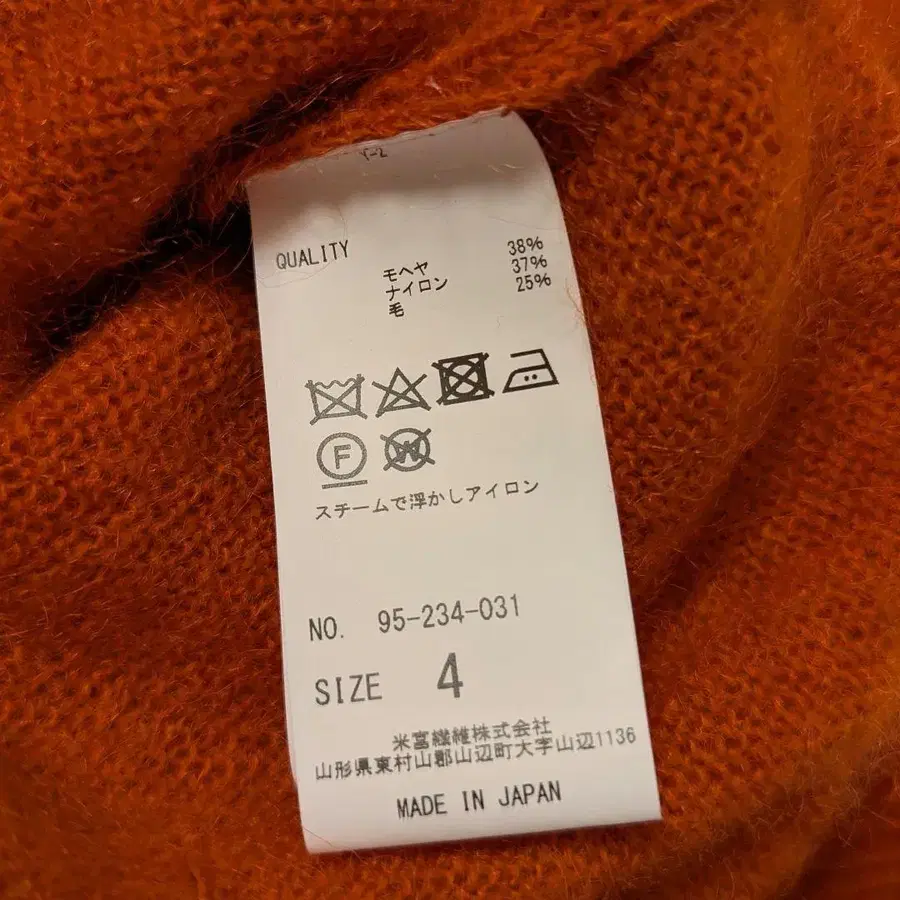 QUALITY
モヘヤ 38%
ナイロン 37%
毛 25%
F
W
スチームで浮かしアイロン
NO. 95-234-031
SIZE 4
米富繊維株式会社
山形県東村山郡山辺町大字山辺1136
MADE IN JAPAN